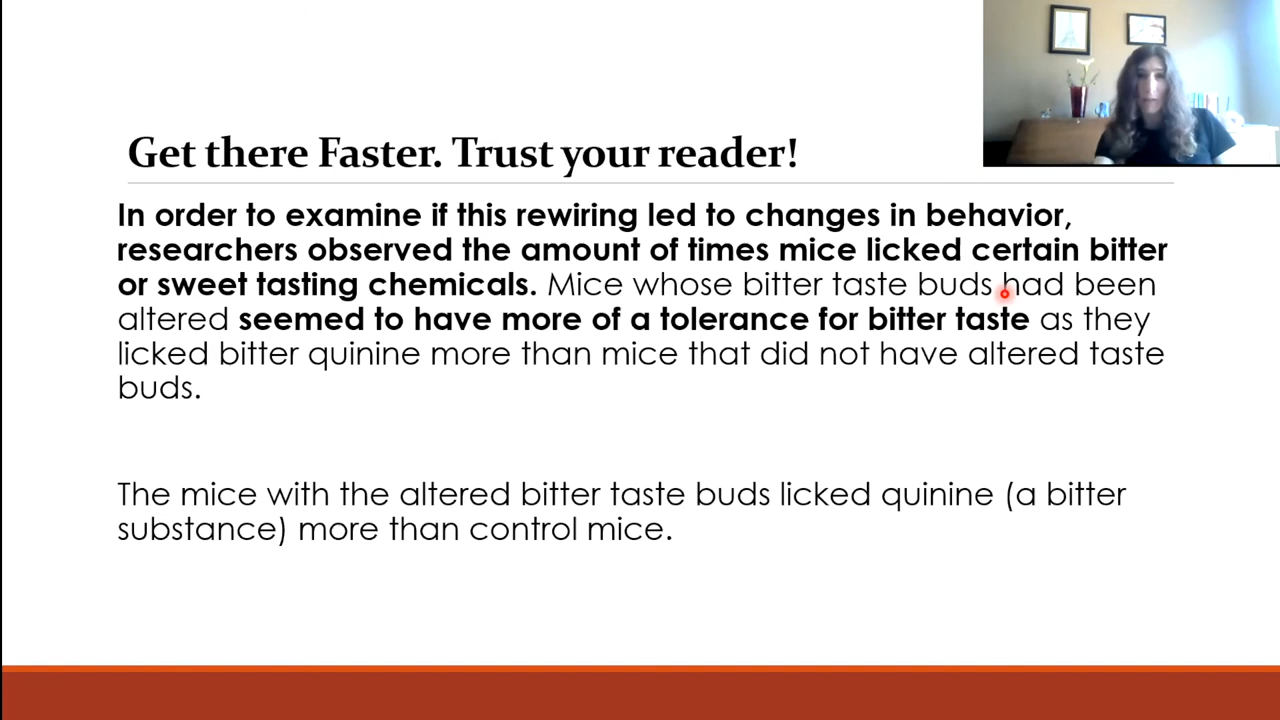 Get there Faster. Trust your reader!
In order to examine if this rewiring led to changes in behavior,
researchers observed the amount of times mice licked certain bitter
or sweet tasting chemicals. Mice whose bitter taste buds had been
altered seemed to have more of a tolerance for bitter taste as they
licked bitter quinine more than mice that did not have altered taste
buds.
The mice with the altered bitter taste buds licked quinine (a bitter
substance) more than control mice.